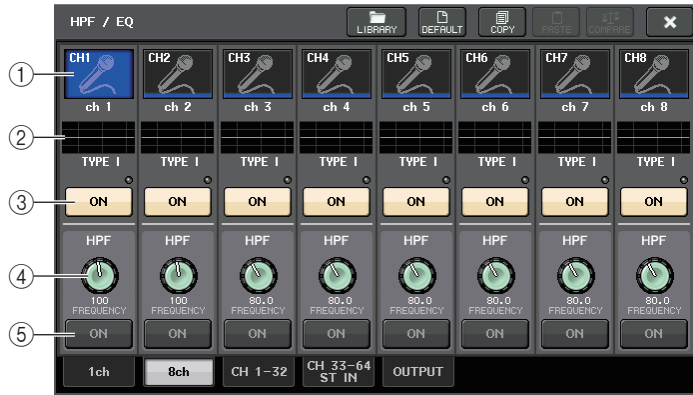 HPF / EQ
LIBRARY DEFAULT COPY PASTE COMPARE
1 CH1 CH2 CH3 CH4 CH5 CH6 CH7 CH8
ch 1 ch 2 ch 3 ch 4 ch 5 ch 6 ch 7 ch 8
2
TYPE I TYPE I TYPE I TYPE I TYPE I TYPE I TYPE I TYPE I
3 ON ON ON ON ON ON ON ON
HPF HPF HPF HPF HPF HPF HPF HPF
4
100 100 80.0 80.0 80.0 80.0 80.0 80.0
FREQUENCY FREQUENCY FREQUENCY FREQUENCY FREQUENCY FREQUENCY FREQUENCY FREQUENCY
5 ON ON ON ON ON ON ON ON
1ch 8ch CH 1-32 CH 33-64 OUTPUT
ST IN